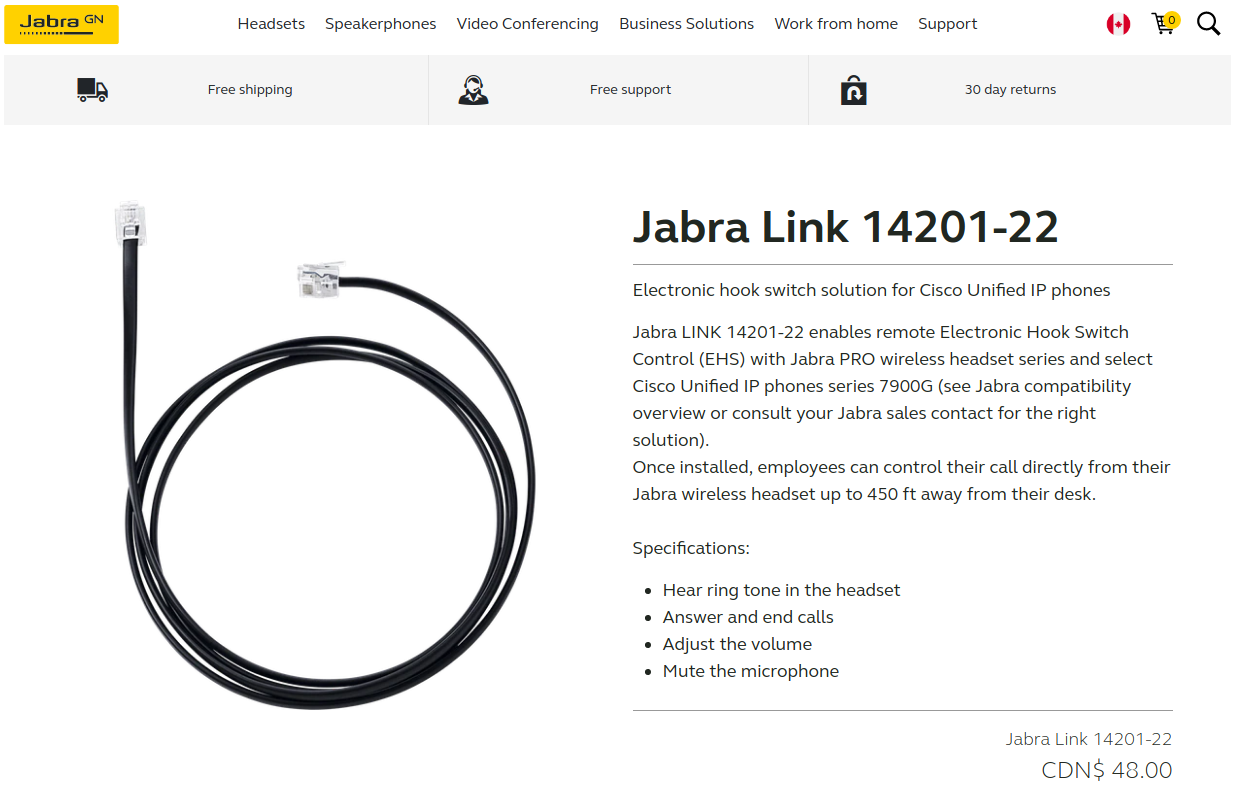 Jabra GN
Headsets Speakerphones Video Conferencing Business Solutions Work from home Support
0
Free shipping
Free support
30 day returns
Jabra Link 14201-22
Electronic hook switch solution for Cisco Unified IP phones
Jabra LINK 14201-22 enables remote Electronic Hook Switch
Control (EHS) with Jabra PRO wireless headset series and select
Cisco Unified IP phones series 7900G (see Jabra compatibility
overview or consult your Jabra sales contact for the right
solution).
Once installed, employees can control their call directly from their
Jabra wireless headset up to 450 ft away from their desk.
Specifications:
• Hear ring tone in the headset
• Answer and end calls
• Adjust the volume
• Mute the microphone
Jabra Link 14201-22
CDN$ 48.00